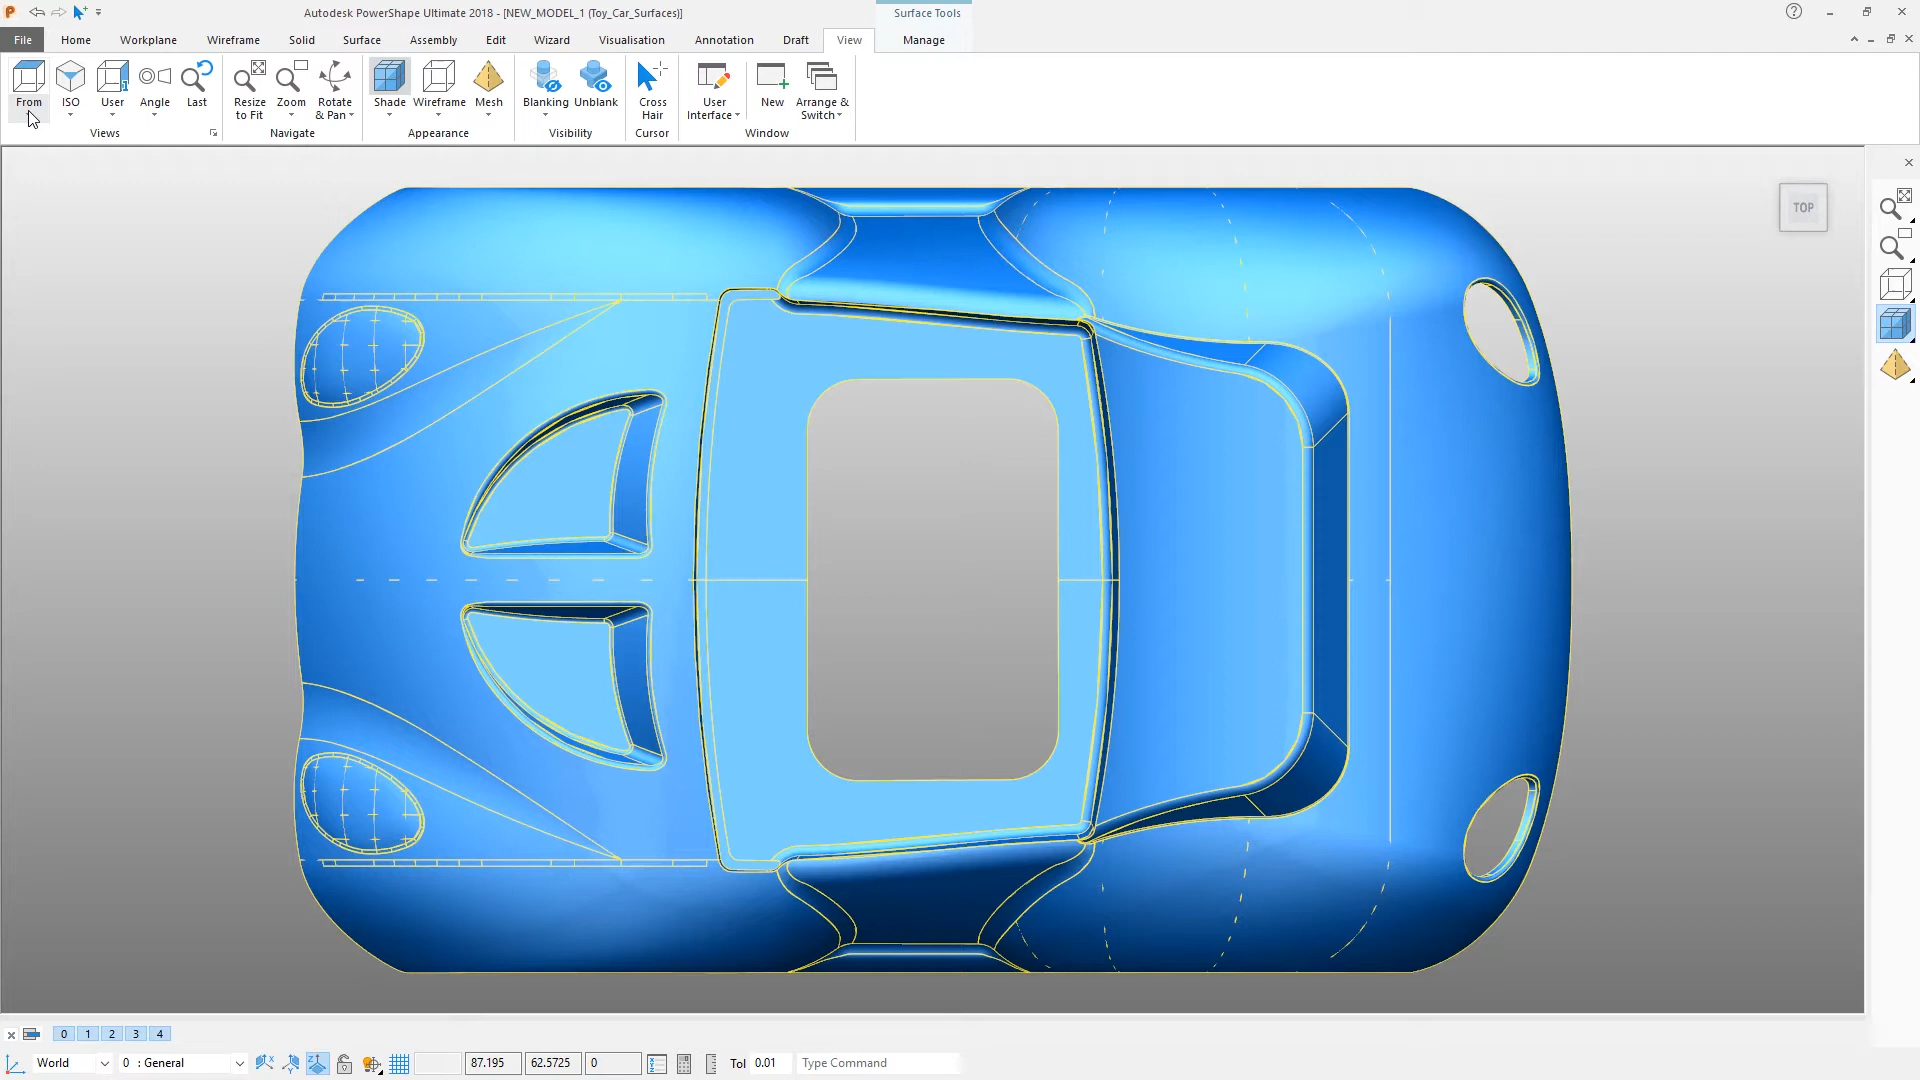 Autodesk PowerShape Ultimate 2018 - [NEW_MODEL_1 (Toy_Car_Surfaces)]
Surface Tools
File Home Workplane Wireframe Solid Surface Assembly Edit Wizard Visualisation Annotation Draft View Manage
From ISO User Angle Last Resize to Fit Zoom Rotate & Pan Shade Wireframe Mesh Blanking Unblank Cross Hair User Interface New Arrange & Switch
Views Navigate Appearance Visibility Cursor Window
TOP
0 1 2 3 4
World 0 : General 87.195 62.5725 0 Tol 0.01 Type Command